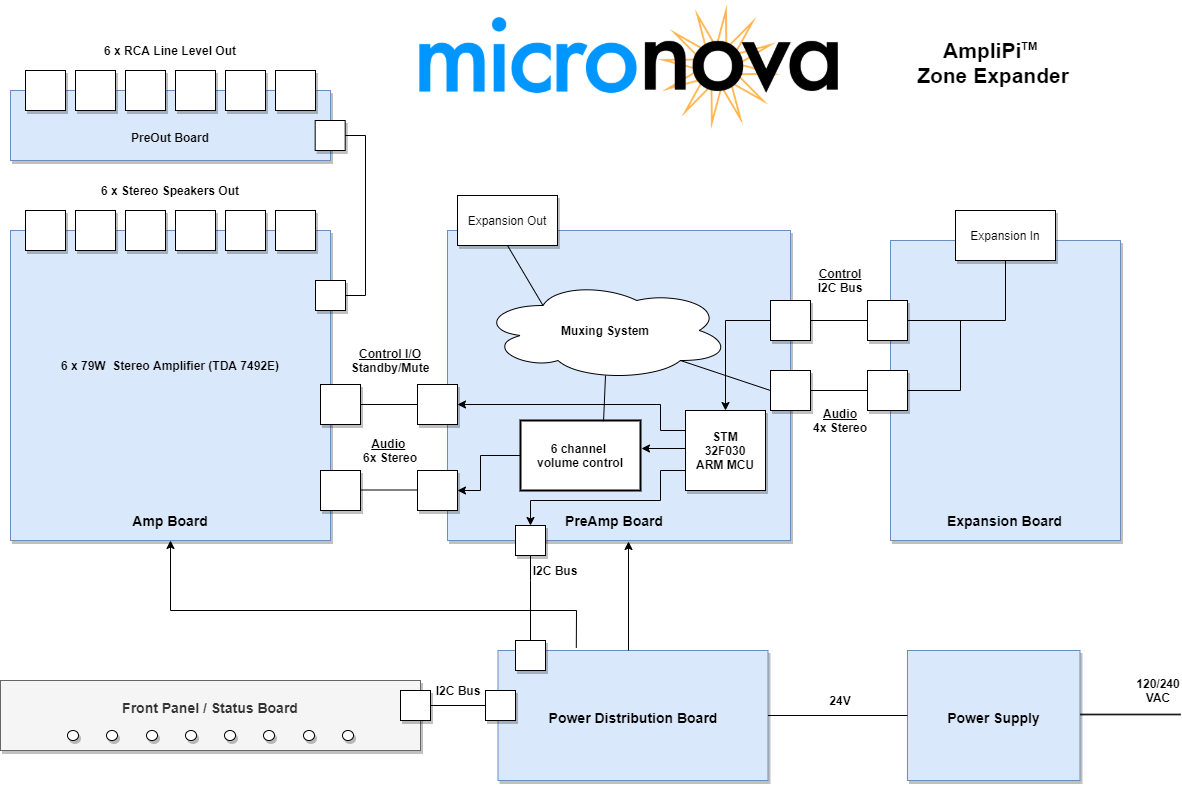 micronova
AmpliPi™
Zone Expander
6 x RCA Line Level Out
PreOut Board
6 x Stereo Speakers Out
Expansion Out
Expansion In
Control
I2C Bus
Muxing System
Control I/O
Standby/Mute
6 x 79W  Stereo Amplifier (TDA 7492E)
Audio
4x Stereo
Audio
6x Stereo
6 channel
volume control
STM
32F030
ARM MCU
Amp Board
PreAmp Board
Expansion Board
I2C Bus
I2C Bus
Front Panel / Status Board
Power Distribution Board
24V
Power Supply
120/240
VAC